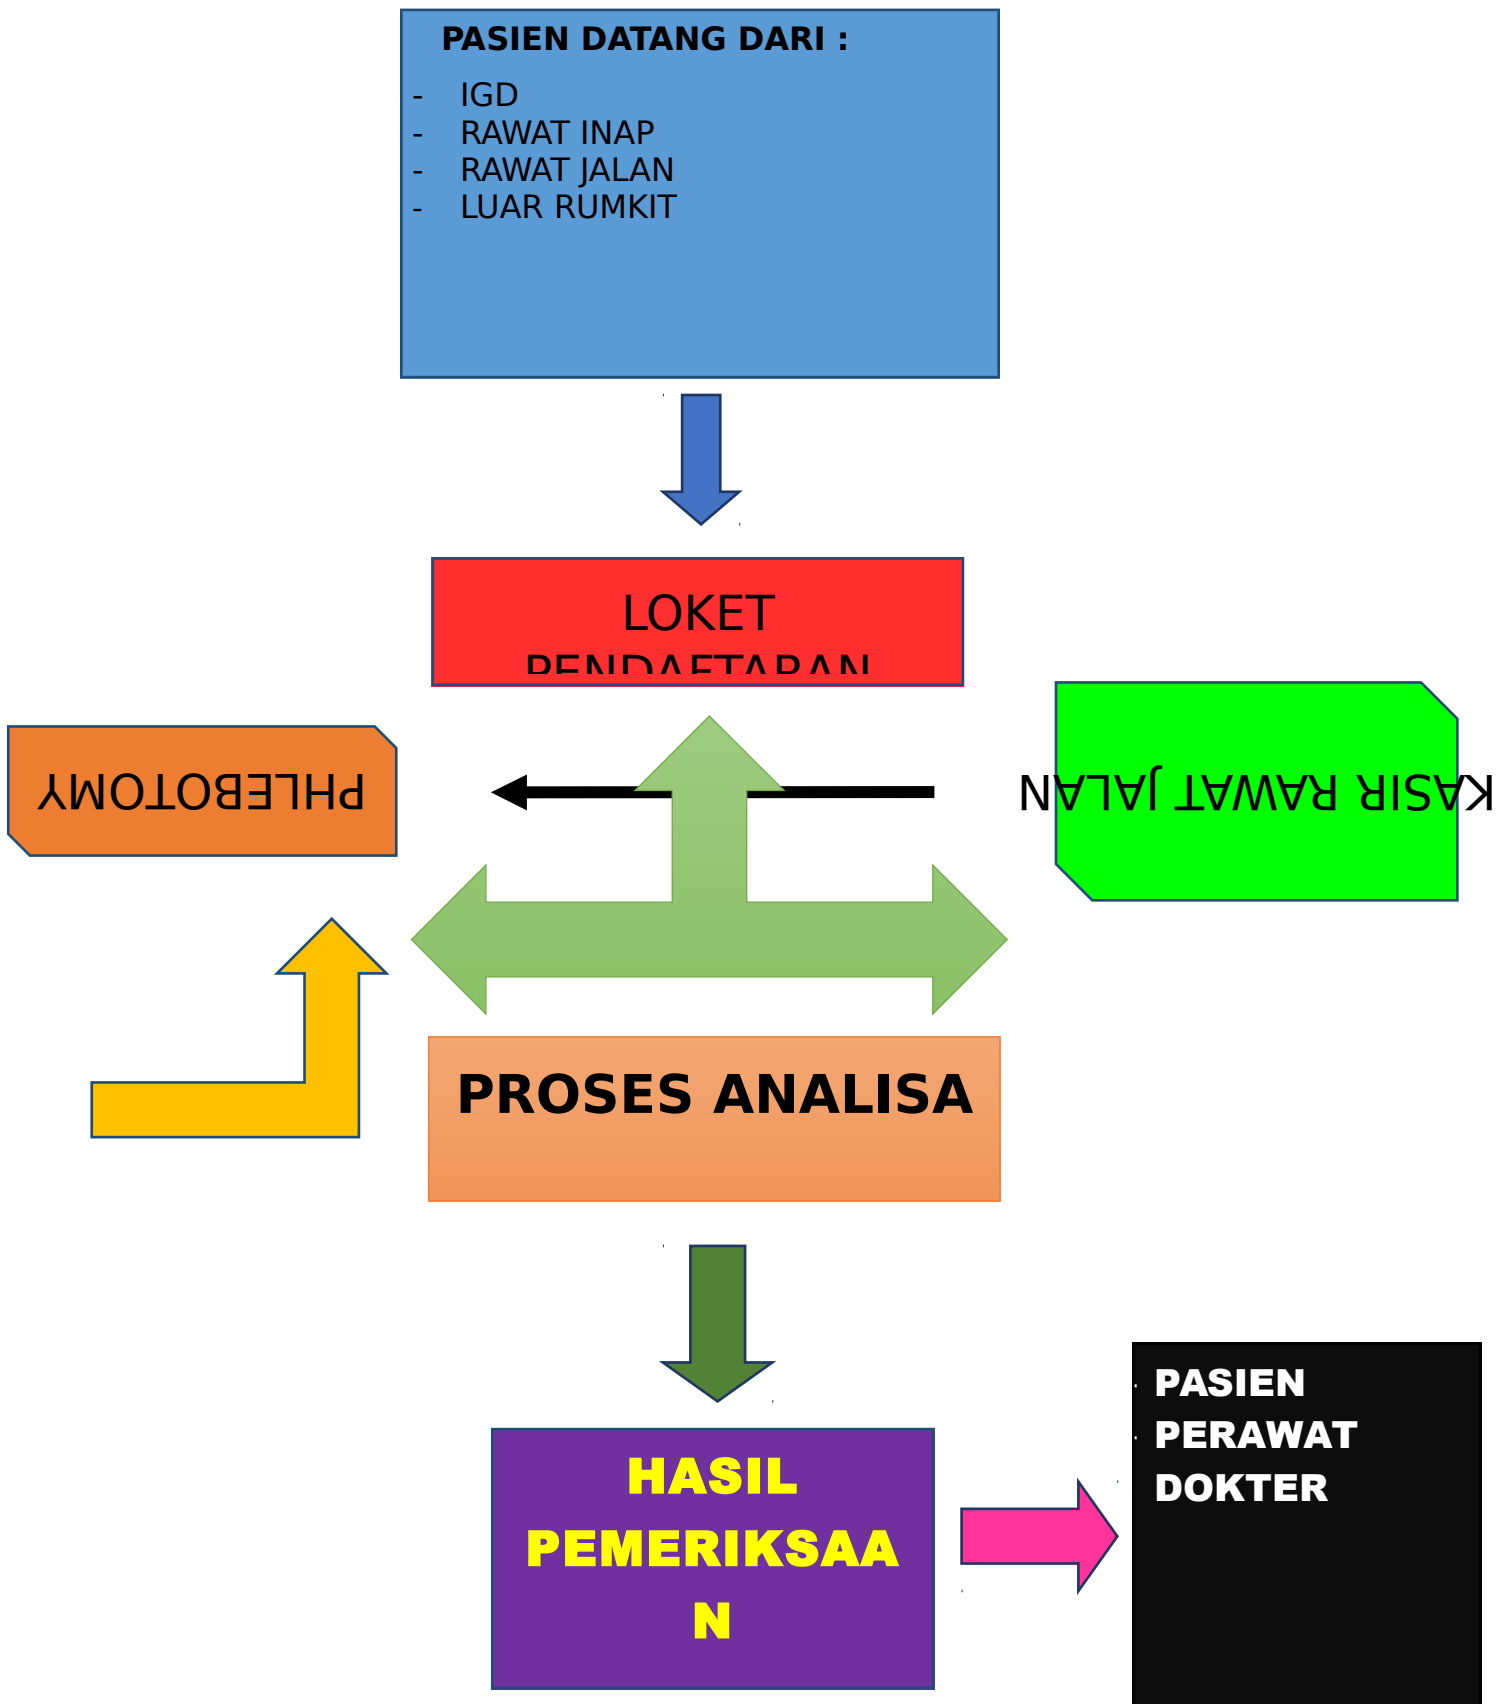 PASIEN DATANG DARI :
- IGD
- RAWAT INAP
- RAWAT JALAN
- LUAR RUMKIT
LOKET
PENDAFTARAN
PHLEBOTOMY
KASIR RAWAT JALAN
PROSES ANALISA
HASIL
PEMERIKSAA
N
PASIEN
PERAWAT
DOKTER